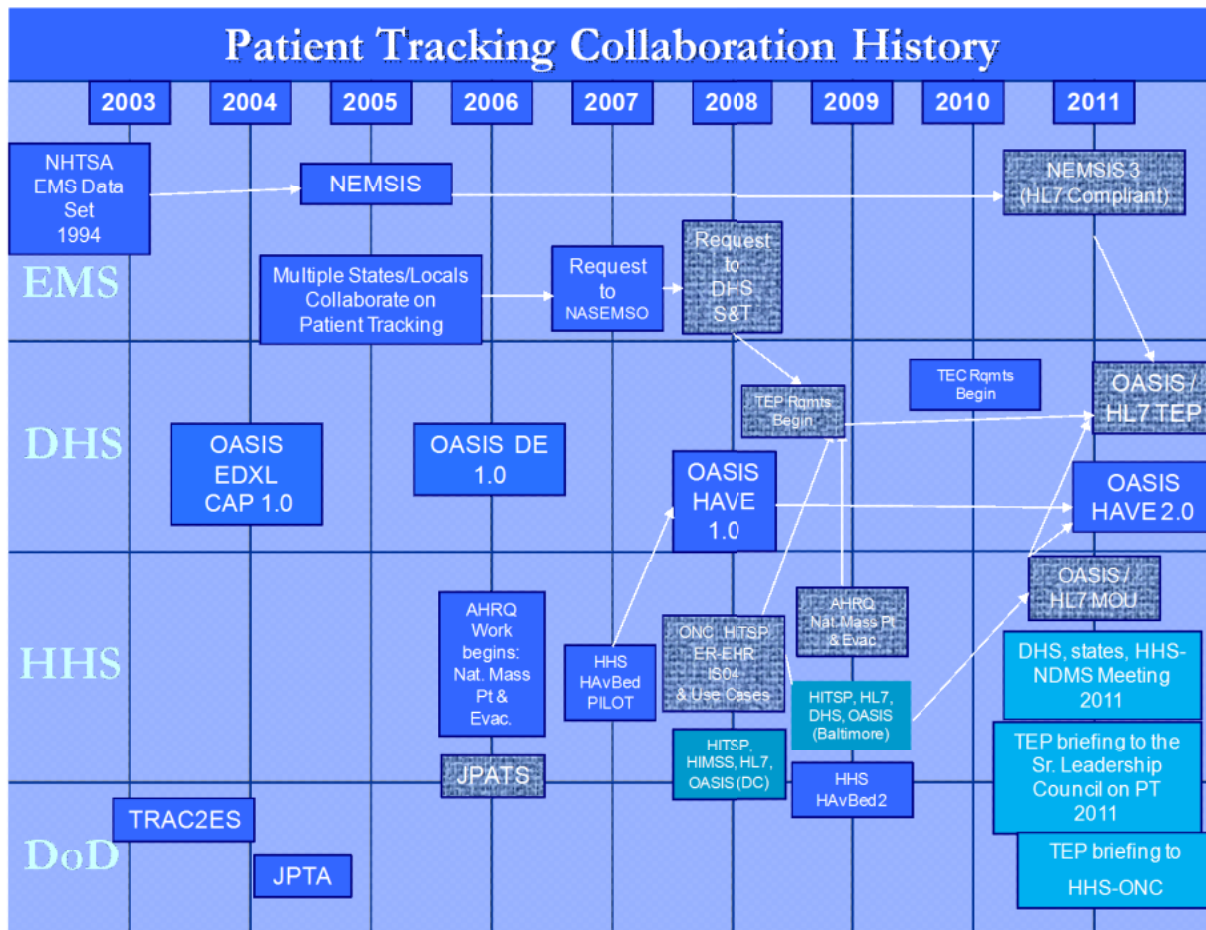 Patient Tracking Collaboration History
2003
2004
2005
2006
2007
2008
2009
2010
2011
NHTSA
EMS Data
Set
1994
NEMSIS
NEMSIS 3
(HL7 Compliant)
EMS
Multiple States/Locals
Collaborate on
Patient Tracking
Request
to
NASEMSO
Request
to
DHS
S&T
DHS
OASIS
EDXL
CAP 1.0
OASIS DE
1.0
OASIS
HAVE
1.0
TEP Rqmts
Begin
TEC Rqmts
Begin
OASIS /
HL7 TEP
OASIS
HAVE 2.0
HHS
AHRQ
Work
begins:
Nat. Mass
Pt &
Evac.
JPATS
HHS
HAvBed
PILOT
ONC HITSP
ER-EHR
IS04
& Use Cases
HITSP,
HIMSS, HL7,
OASIS (DC)
AHRQ
Nat. Mass Pt
& Evac.
HITSP, HL7,
DHS, OASIS
(Baltimore)
HHS
HAvBed2
OASIS /
HL7 MOU
DHS, states, HHS-
NDMS Meeting
2011
TEP briefing to the
Sr. Leadership
Council on PT
2011
TEP briefing to
HHS-ONC
DoD
TRAC2ES
JPTA